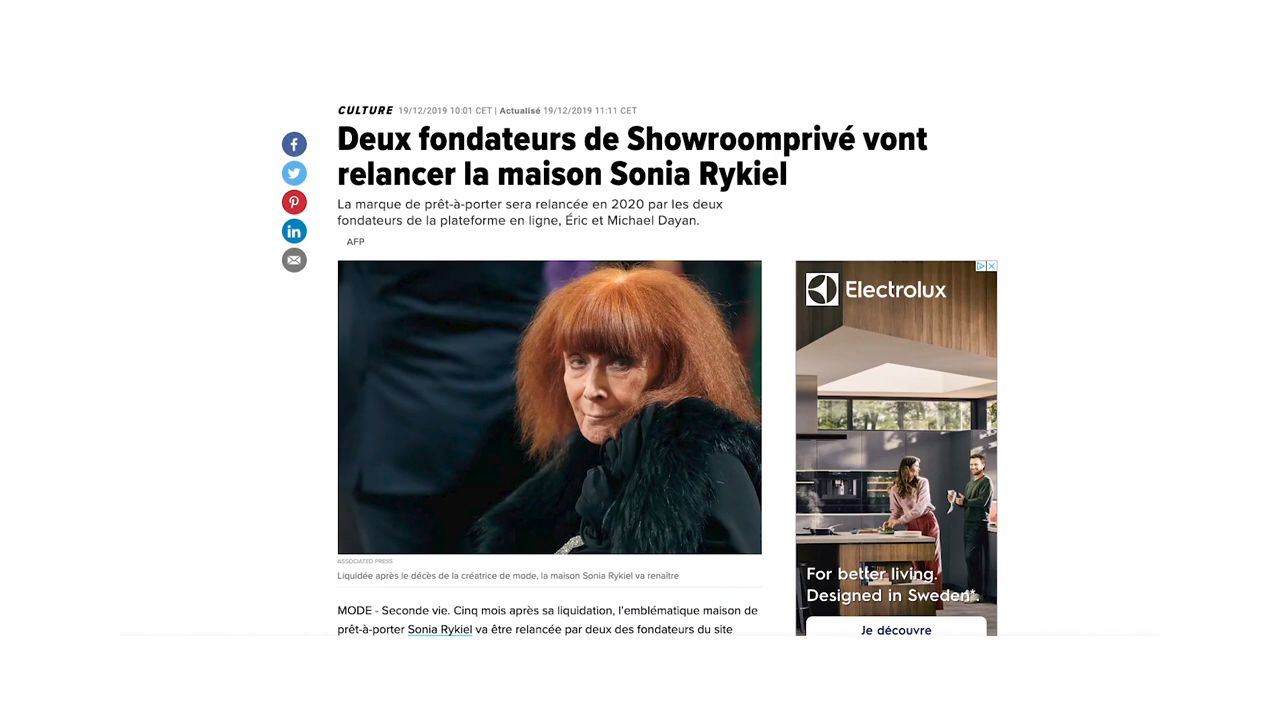 CULTURE 19/12/2019 10:01 CET | Actualisé 19/12/2019 11:11 CET
Deux fondateurs de Showroomprivé vont
relancer la maison Sonia Rykiel
La marque de prêt-à-porter sera relancée en 2020 par les deux
fondateurs de la plateforme en ligne, Éric et Michael Dayan.
AFP
ASSOCIATED PRESS
Liquidée après le décès de la créatrice de mode, la maison Sonia Rykiel va renaître
MODE - Seconde vie. Cinq mois après sa liquidation, l'emblématique maison de
prêt-à-porter Sonia Rykiel va être relancée par deux des fondateurs du site
Electrolux
For better living.
Designed in Sweden*.
Je découvre